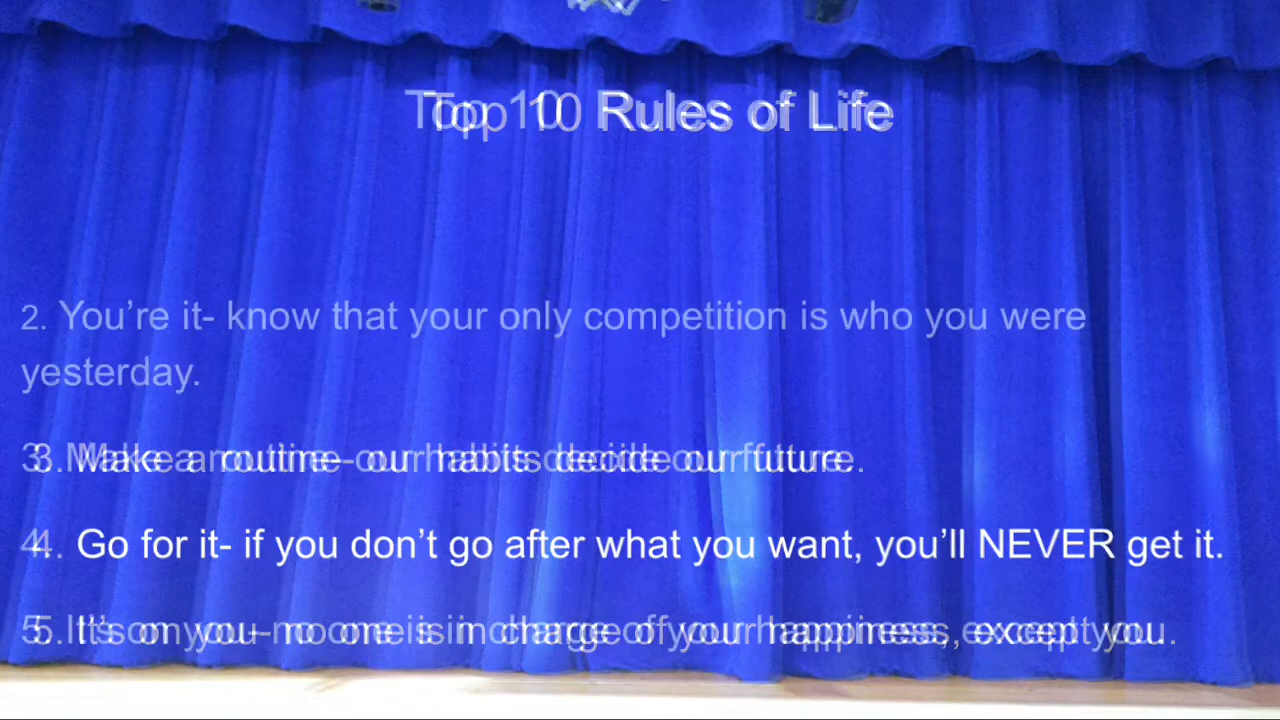 Top 10 Rules of Life
2. You’re it- know that your only competition is who you were
yesterday.
3. Make a routine- our habits decide our future.
4. Go for it- if you don’t go after what you want, you’ll NEVER get it.
5. It’s on you- no one is in charge of your happiness, except you.